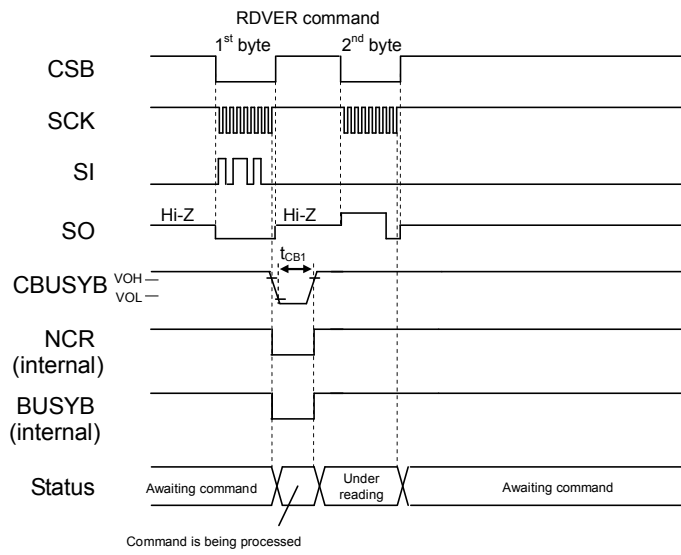 RDVER command
1st byte
2nd byte
CSB
SCK
SI
SO
Hi-Z
Hi-Z
tCB1
CBUSYB
VOH
VOL
NCR
(internal)
BUSYB
(internal)
Status
Awaiting command
Under
reading
Awaiting command
Command is being processed